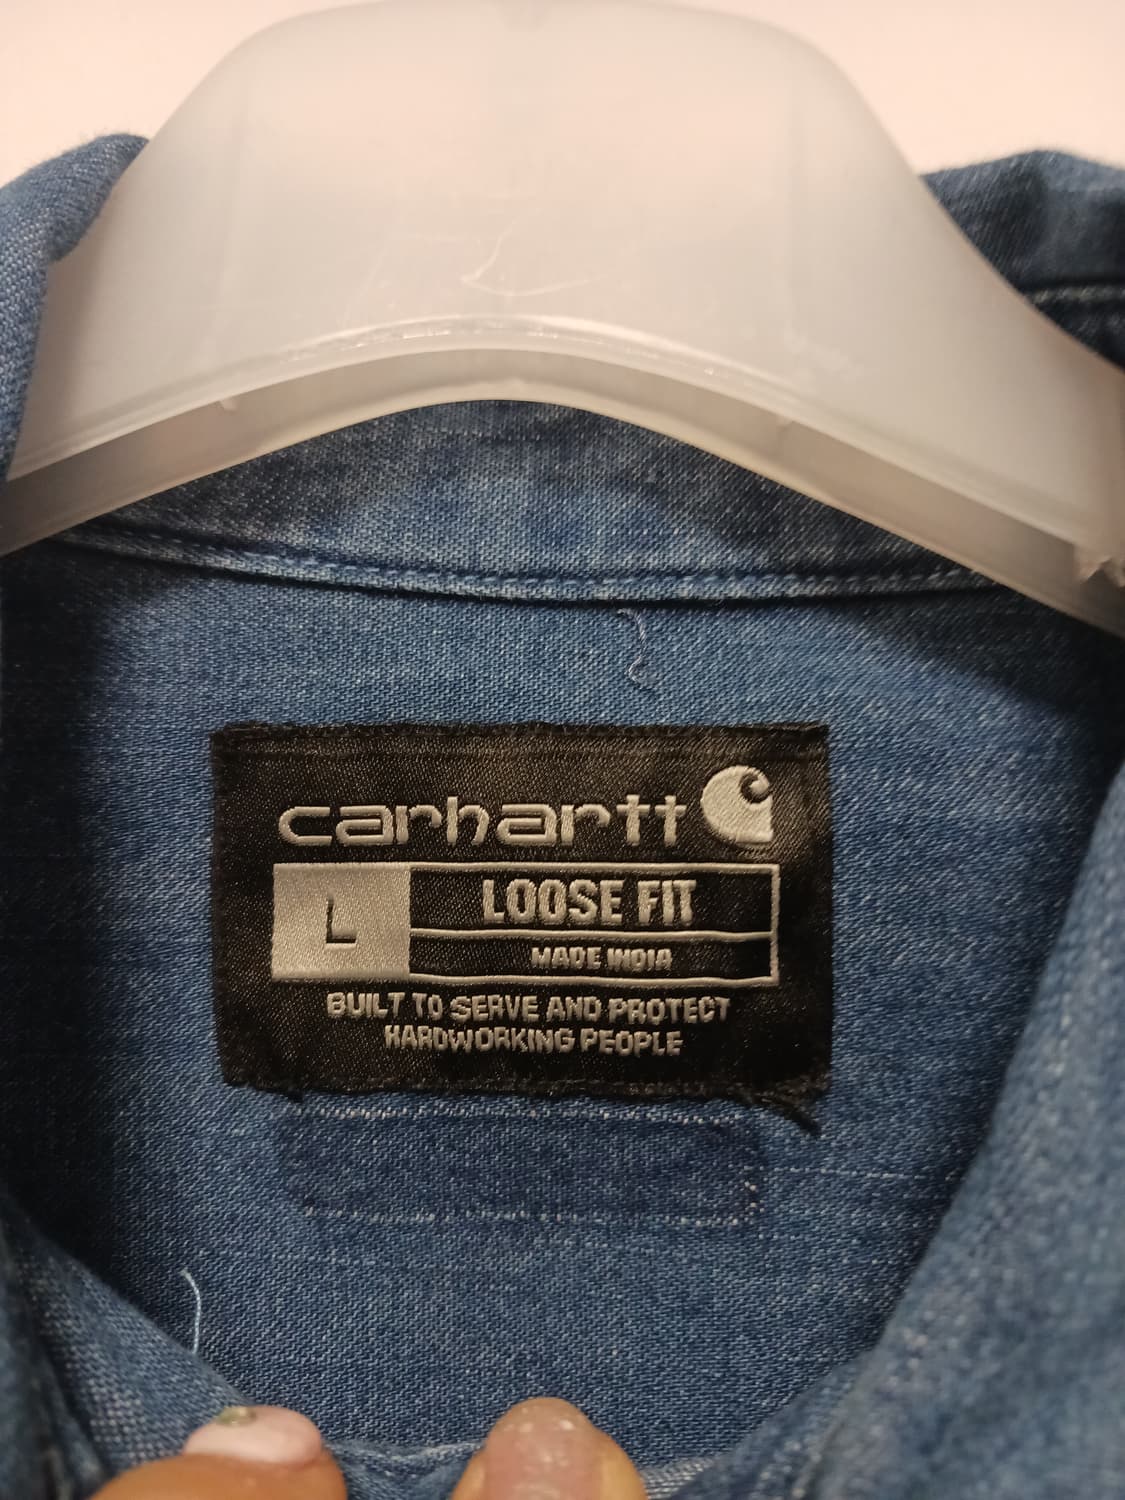 carhartt
L
LOOSE FIT
MADE INDIA
BUILT TO SERVE AND PROTECT
HARDWORKING PEOPLE